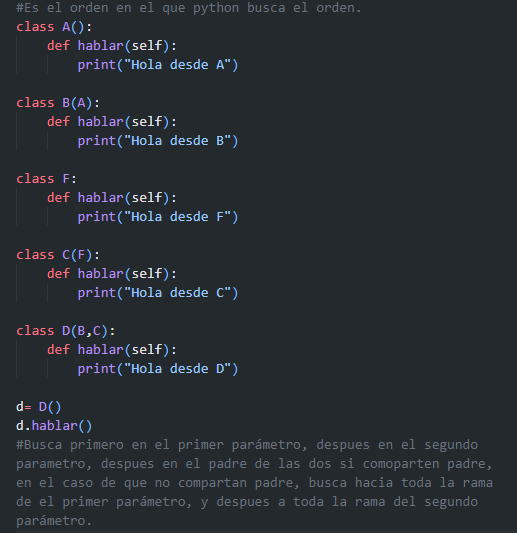 #Es el orden en el que python busca el orden.
class A():
    def hablar(self):
        print("Hola desde A")

class B(A):
    def hablar(self):
        print("Hola desde B")

class F:
    def hablar(self):
        print("Hola desde F")

class C(F):
    def hablar(self):
        print("Hola desde C")

class D(B,C):
    def hablar(self):
        print("Hola desde D")

d= D()
d.hablar()
#Busca primero en el primer parámetro, despues en el segundo
parametro, despues en el padre de las dos si comoparten padre,
en el caso de que no compartan padre, busca hacia toda la rama
de el primer parámetro, y despues a toda la rama del segundo
parámetro.